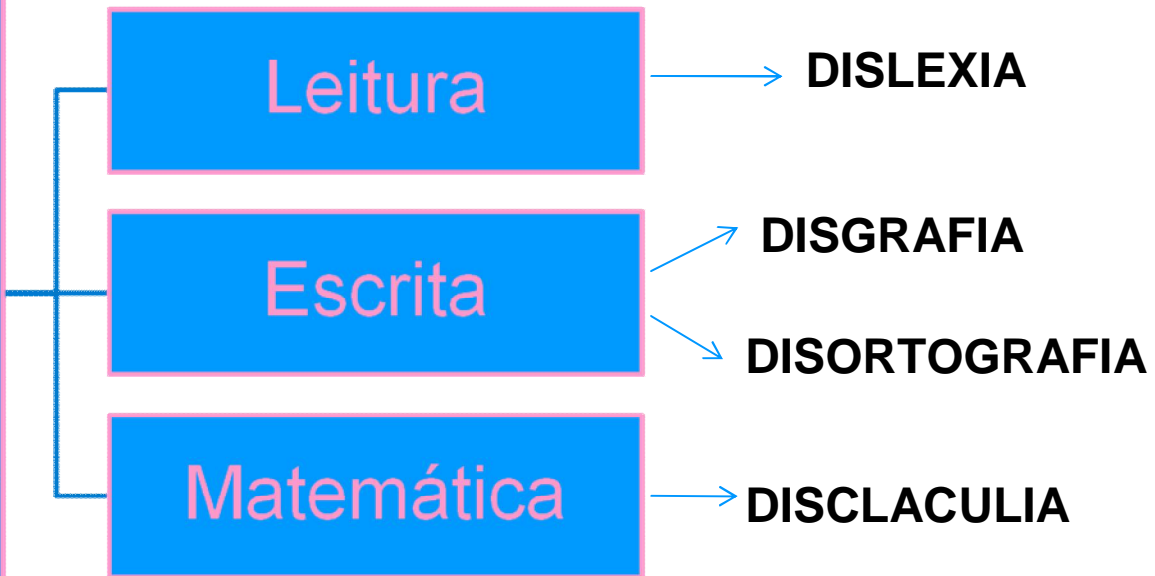 Leitura
DISLEXIA
Escrita
DISGRAFIA
DISORTOGRAFIA
Matemática
DISCLACULIA